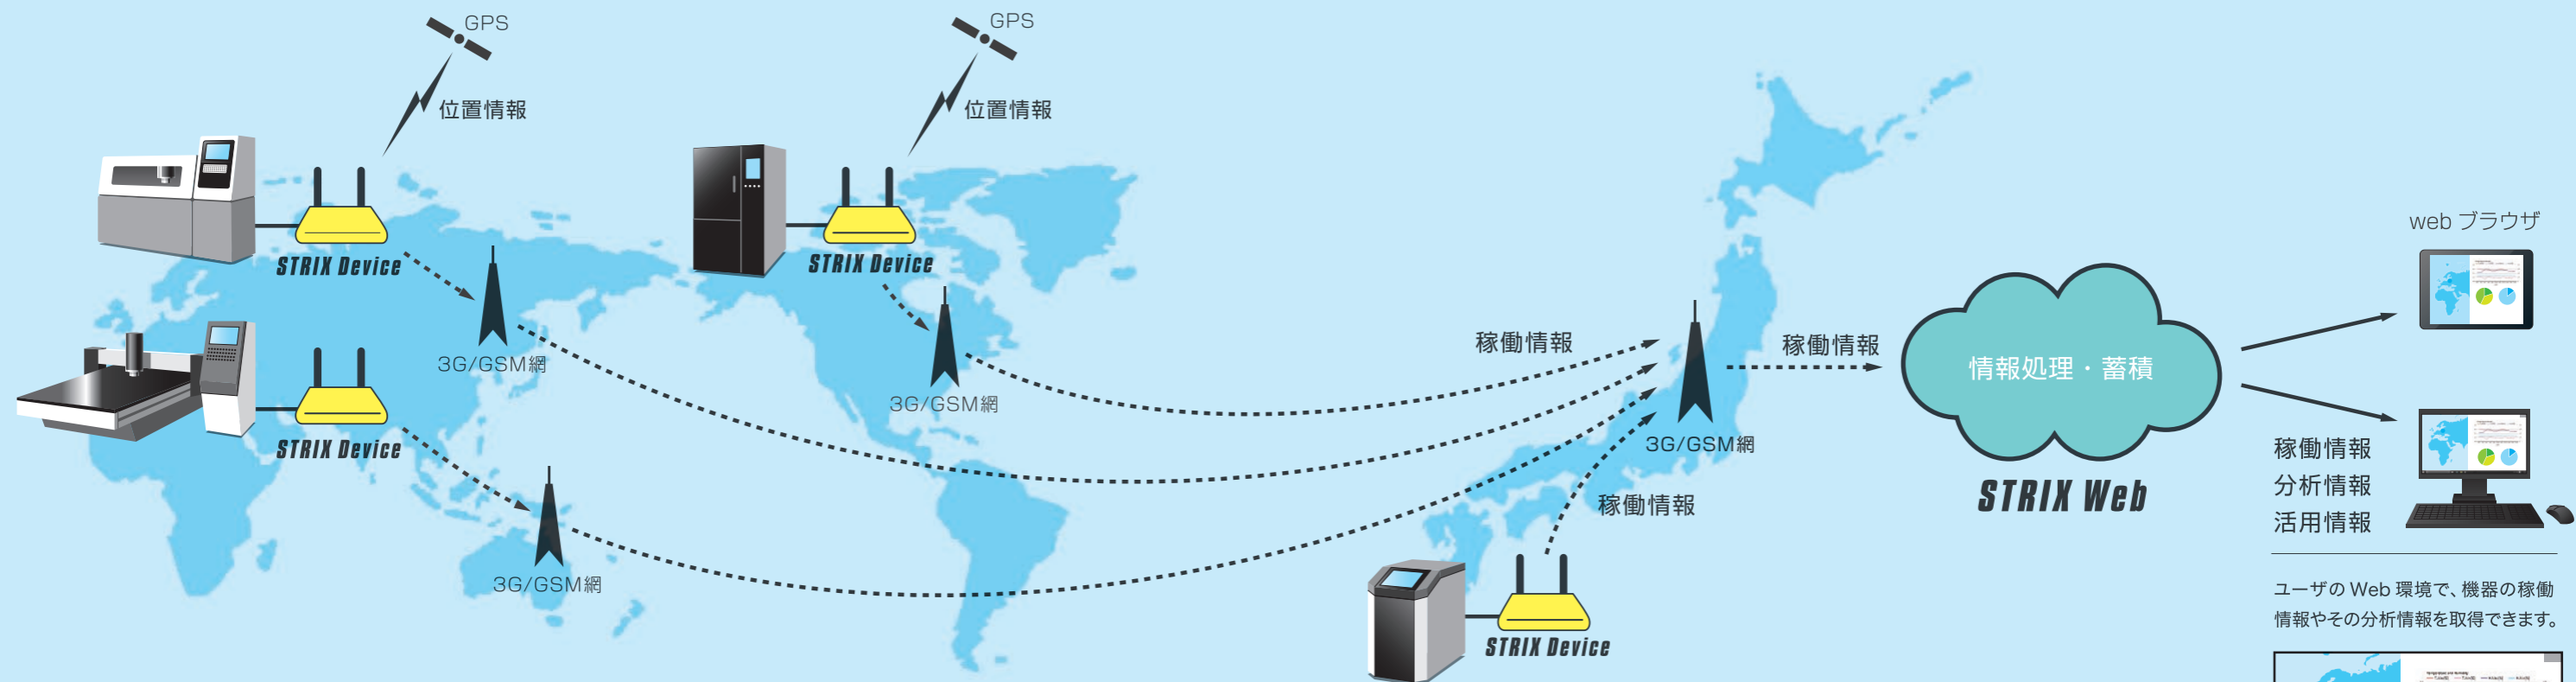 GPS
位置情報
STRIX Device
3G/GSM網
STRIX Device
3G/GSM網
GPS
位置情報
STRIX Device
3G/GSM網
稼働情報
稼働情報
STRIX Device
3G/GSM網
稼働情報
情報処理・蓄積
STRIX Web
web ブラウザ
稼働情報
分析情報
活用情報
ユーザの Web 環境で、機器の稼働
情報やその分析情報を取得できます。